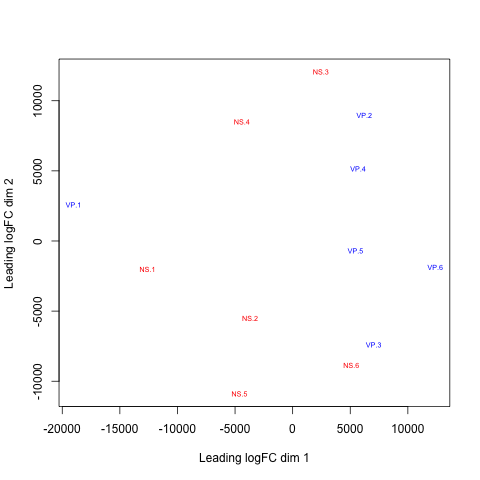 NS.3
VP.2
NS.4
VP.4
VP.1
VP.5
VP.6
NS.1
NS.2
VP.3
NS.6
NS.5
10000
5000
0
-5000
-10000
Leading logFC dim 2
-20000 -15000 -10000 -5000 0 5000 10000
Leading logFC dim 1